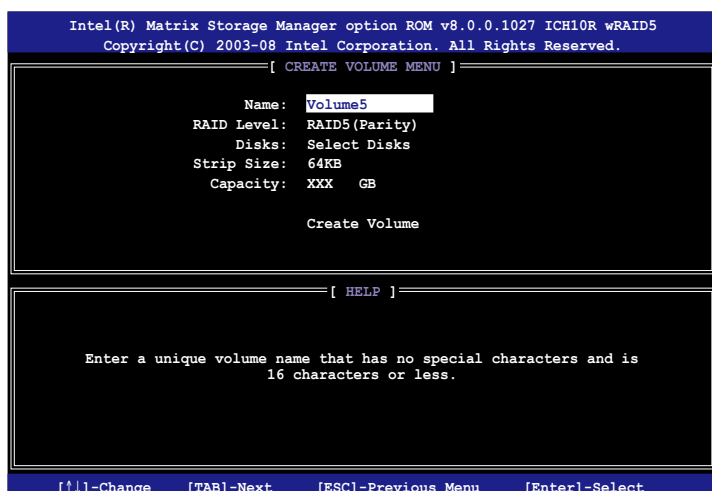 Intel(R) Matrix Storage Manager option ROM v8.0.0.1027 ICH10R wRAID5
Copyright(C) 2003-08 Intel Corporation. All Rights Reserved.
[ CREATE VOLUME MENU ]
Name: Volume5
RAID Level: RAID5(Parity)
Disks: Select Disks
Strip Size: 64KB
Capacity: XXX GB
Create Volume
[ HELP ]
Enter a unique volume name that has no special characters and is
16 characters or less.
[↑↓]-Change [TAB]-Next [ESC]-Previous Menu [Enter]-Select